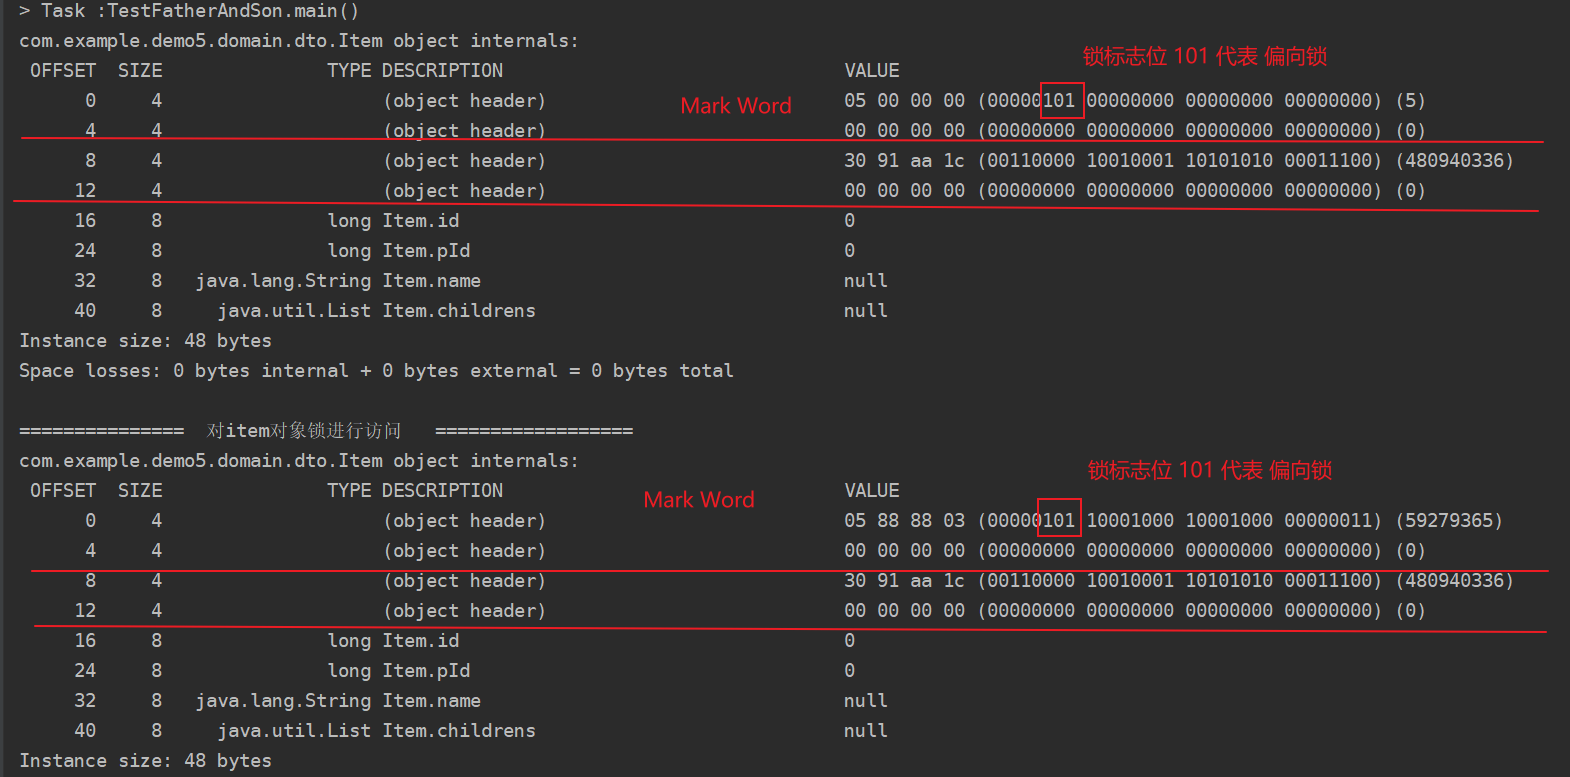 > Task :TestFatherAndSon.main()
com.example.demo5.domain.dto.Item object internals:
锁标志位 101 代表 偏向锁
OFFSET SIZE TYPE DESCRIPTION VALUE
0 4 (object header) Mark Word 05 00 00 00 (00000101 00000000 00000000 00000000) (5)
4 4 (object header) 00 00 00 00 (00000000 00000000 00000000 00000000) (0)
8 4 (object header) 30 91 aa 1c (00110000 10010001 10101010 00011100) (480940336)
12 4 (object header) 00 00 00 00 (00000000 00000000 00000000 00000000) (0)
16 8 long Item.id 0
24 8 long Item.pId 0
32 8 java.lang.String Item.name null
40 8 java.util.List Item.childrens null
Instance size: 48 bytes
Space losses: 0 bytes internal + 0 bytes external = 0 bytes total
=============== 对item对象锁进行访问 ==================
com.example.demo5.domain.dto.Item object internals:
锁标志位 101 代表 偏向锁
OFFSET SIZE TYPE DESCRIPTION VALUE
Mark Word
0 4 (object header) 05 88 88 03 (00000101 10001000 10001000 00000011) (59279365)
4 4 (object header) 00 00 00 00 (00000000 00000000 00000000 00000000) (0)
8 4 (object header) 30 91 aa 1c (00110000 10010001 10101010 00011100) (480940336)
12 4 (object header) 00 00 00 00 (00000000 00000000 00000000 00000000) (0)
16 8 long Item.id 0
24 8 long Item.pId 0
32 8 java.lang.String Item.name null
40 8 java.util.List Item.childrens null
Instance size: 48 bytes